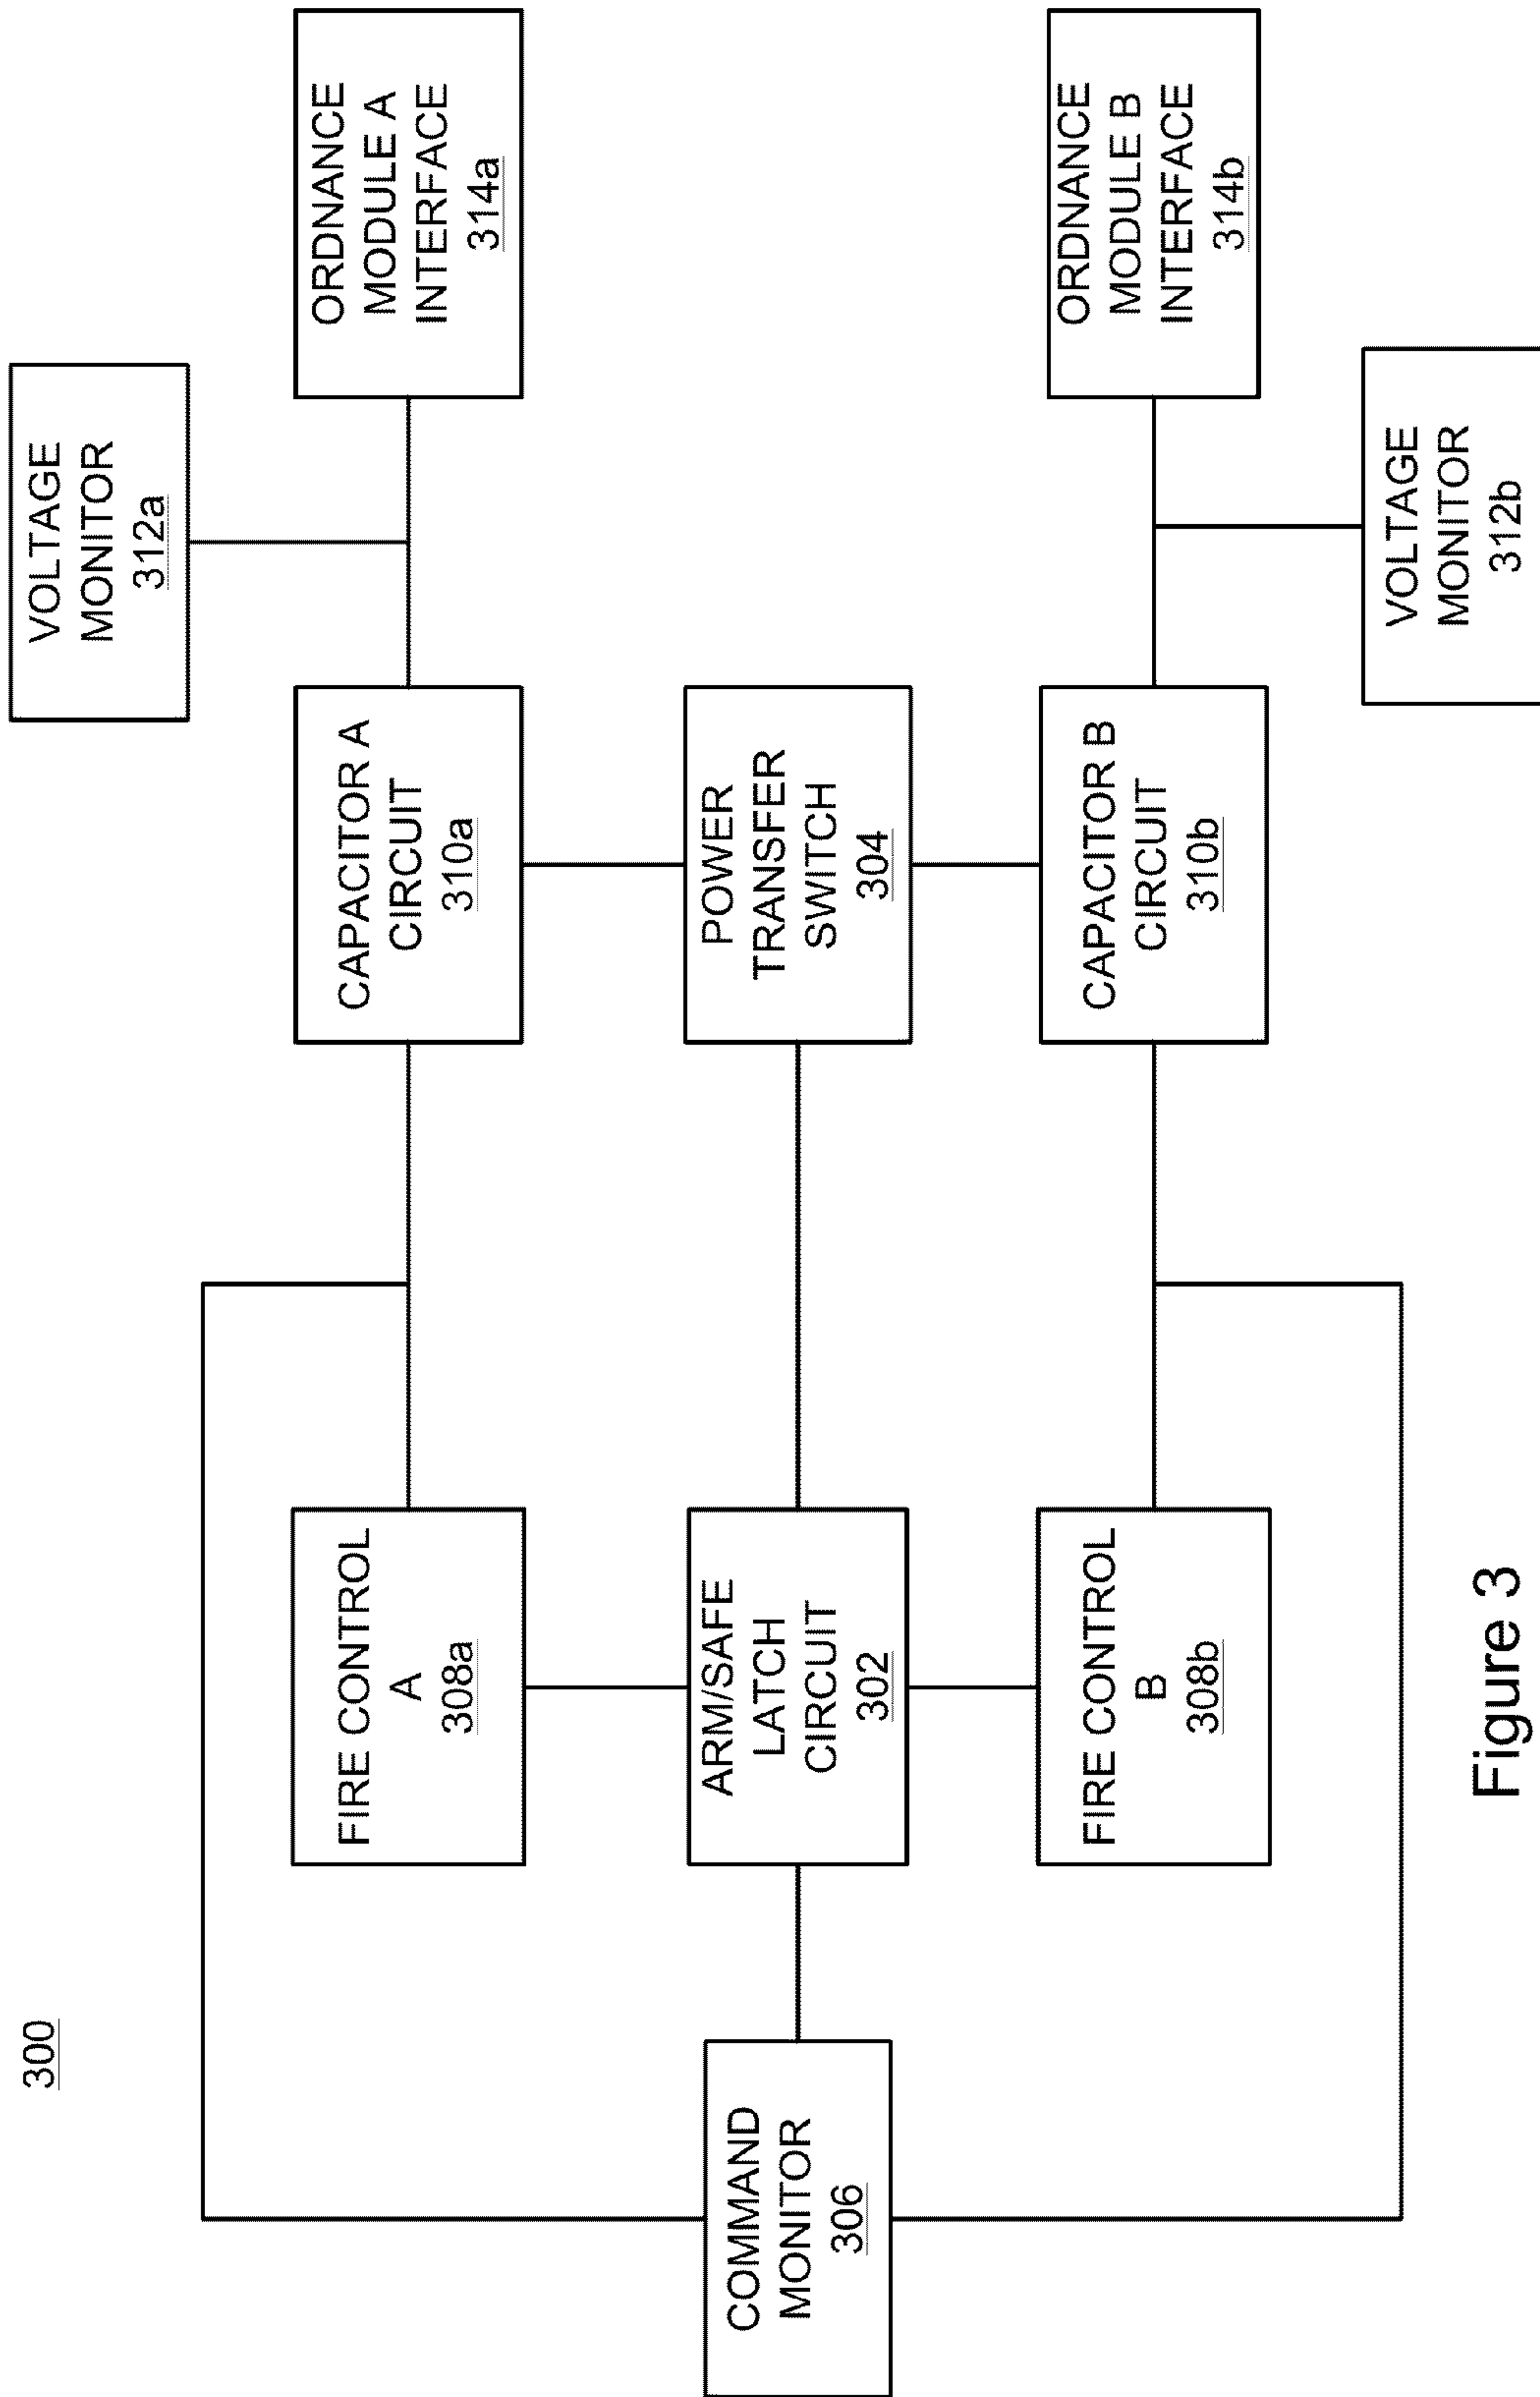 300
VOLTAGE
MONITOR
312a
ORDNANCE
MODULE A
INTERFACE
314a
CAPACITOR A
CIRCUIT
310a
FIRE CONTROL
A
308a
COMMAND
MONITOR
306
ARM/SAFE
LATCH
CIRCUIT
302
POWER
TRANSFER
SWITCH
304
FIRE CONTROL
B
308b
CAPACITOR B
CIRCUIT
310b
ORDNANCE
MODULE B
INTERFACE
314b
VOLTAGE
MONITOR
312b
Figure 3